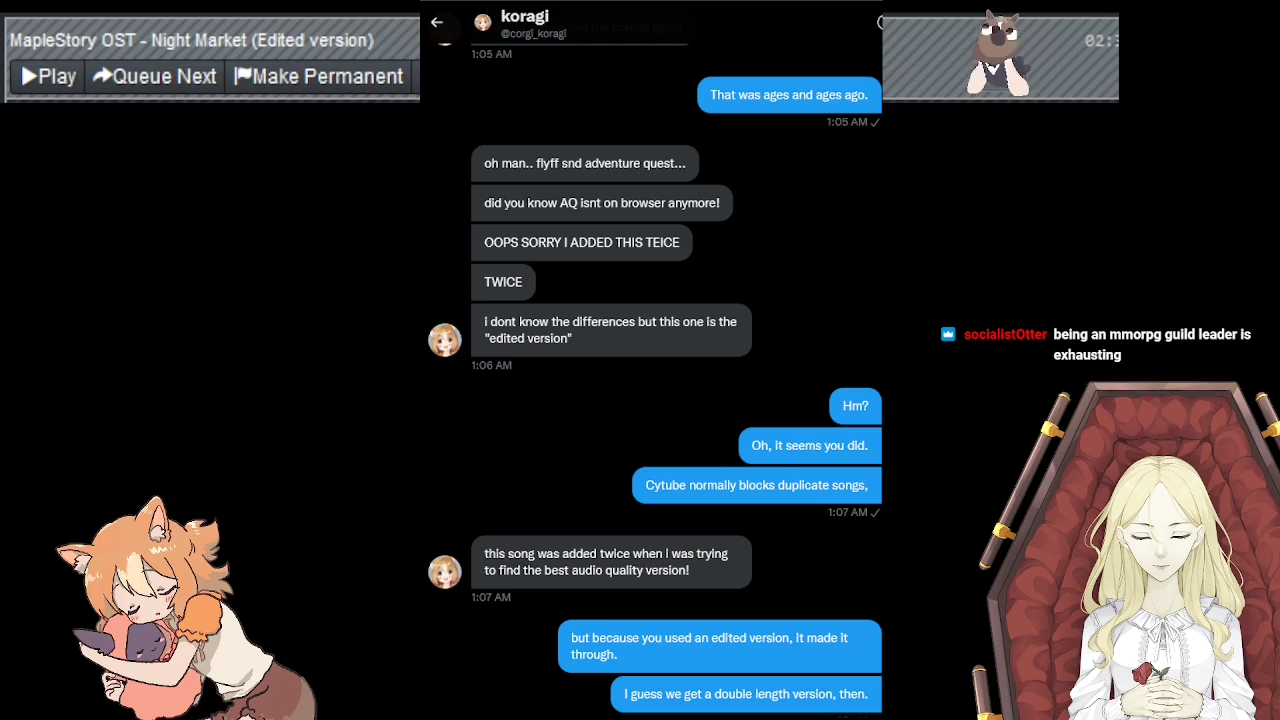 MapleStory OST - Night Market (Edited version)
Play
Queue Next
Make Permanent
koragi
@corgi_koragi
1:05 AM
That was ages and ages ago.
1:05 AM
oh man.. flyff snd adventure quest...
did you know AQ isnt on browser anymore!
OOPS SORRY I ADDED THIS TEICE
TWICE
i dont know the differences but this one is the
"edited version"
1:06 AM
Hm?
Oh, it seems you did.
Cytube normally blocks duplicate songs,
1:07 AM
this song was added twice when i was trying
to find the best audio quality version!
1:07 AM
but because you used an edited version, it made it
through.
I guess we get a double length version, then.
socialistOtter being an mmorpg guild leader is
exhausting